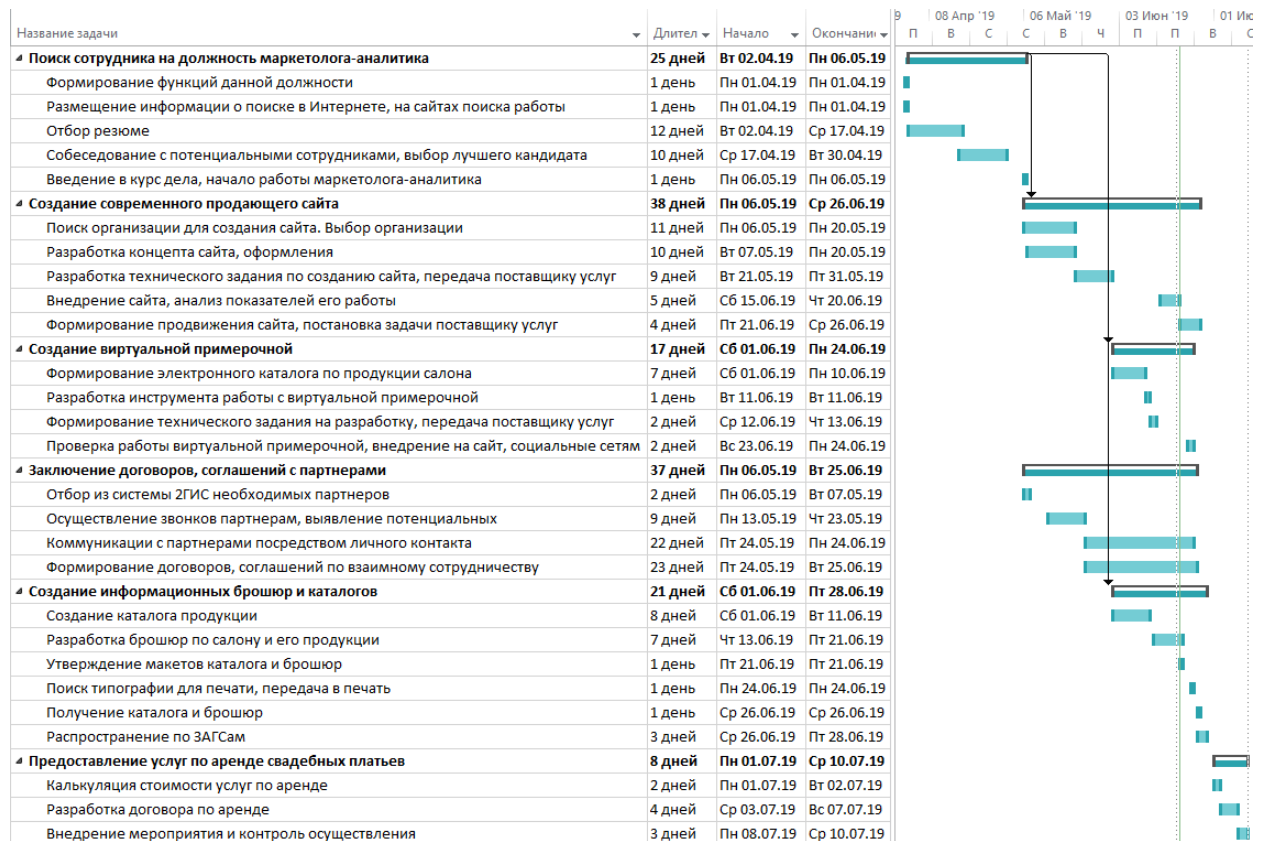 9 08 Апр '19 06 Май '19 03 Июн '19 01 Ию
Название задачи Длител Начало Окончани П В С С В Ч П П В С
Поиск сотрудника на должность маркетолога-аналитика 25 дней Вт 02.04.19 Пн 06.05.19
Формирование функций данной должности 1 день Пн 01.04.19 Пн 01.04.19
Размещение информации о поиске в Интернете, на сайтах поиска работы 1 день Пн 01.04.19 Пн 01.04.19
Отбор резюме 12 дней Вт 02.04.19 Ср 17.04.19
Собеседование с потенциальными сотрудниками, выбор лучшего кандидата 10 дней Ср 17.04.19 Вт 30.04.19
Введение в курс дела, начало работы маркетолога-аналитика 1 день Пн 06.05.19 Пн 06.05.19
Создание современного продающего сайта 38 дней Пн 06.05.19 Ср 26.06.19
Поиск организации для создания сайта. Выбор организации 11 дней Пн 06.05.19 Пн 20.05.19
Разработка концепта сайта, оформления 10 дней Вт 07.05.19 Пн 20.05.19
Разработка технического задания по созданию сайта, передача поставщику услуг 9 дней Вт 21.05.19 Пт 31.05.19
Внедрение сайта, анализ показателей его работы 5 дней Сб 15.06.19 Чт 20.06.19
Формирование продвижения сайта, постановка задачи поставщику услуг 4 дней Пт 21.06.19 Ср 26.06.19
Создание виртуальной примерочной 17 дней Сб 01.06.19 Пн 24.06.19
Формирование электронного каталога по продукции салона 7 дней Сб 01.06.19 Пн 10.06.19
Разработка инструмента работы с виртуальной примерочной 1 день Вт 11.06.19 Вт 11.06.19
Формирование технического задания на разработку, передача поставщику услуг 2 дней Ср 12.06.19 Чт 13.06.19
Проверка работы виртуальной примерочной, внедрение на сайт, социальные сетям 2 дней Вс 23.06.19 Пн 24.06.19
Заключение договоров, соглашений с партнерами 37 дней Пн 06.05.19 Вт 25.06.19
Отбор из системы 2ГИС необходимых партнеров 2 дней Пн 06.05.19 Вт 07.05.19
Осуществление звонков партнерам, выявление потенциальных 9 дней Пн 13.05.19 Чт 23.05.19
Коммуникации с партнерами посредством личного контакта 22 дней Пт 24.05.19 Пн 24.06.19
Формирование договоров, соглашений по взаимному сотрудничеству 23 дней Пт 24.05.19 Вт 25.06.19
Создание информационных брошюр и каталогов 21 дней Сб 01.06.19 Пт 28.06.19
Создание каталога продукции 8 дней Сб 01.06.19 Вт 11.06.19
Разработка брошюр по салону и его продукции 7 дней Чт 13.06.19 Пт 21.06.19
Утверждение макетов каталога и брошюр 1 день Пт 21.06.19 Пт 21.06.19
Поиск типографии для печати, передача в печать 1 день Пн 24.06.19 Пн 24.06.19
Получение каталога и брошюр 1 день Ср 26.06.19 Ср 26.06.19
Распространение по ЗАГСам 3 дней Ср 26.06.19 Пт 28.06.19
Предоставление услуг по аренде свадебных платьев 8 дней Пн 01.07.19 Ср 10.07.19
Калькуляция стоимости услуг по аренде 2 дней Пн 01.07.19 Вт 02.07.19
Разработка договора по аренде 4 дней Ср 03.07.19 Вс 07.07.19
Внедрение мероприятия и контроль осуществления 3 дней Пн 08.07.19 Ср 10.07.19